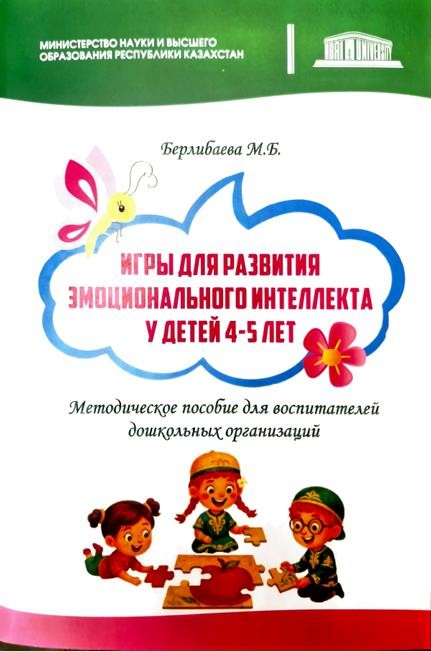 МИНИСТЕРСТВО НАУКИ И ВЫСШЕГО
ОБРАЗОВАНИЯ РЕСПУБЛИКИ КАЗАХСТАН
ABAI UNIVERSITY
Берлибаева М.Б.
ИГРЫ ДЛЯ РАЗВИТИЯ
ЭМОЦИОНАЛЬНОГО ИНТЕЛЛЕКТА
У ДЕТЕЙ 4-5 ЛЕТ
Методическое пособие для воспитателей
дошкольных организаций